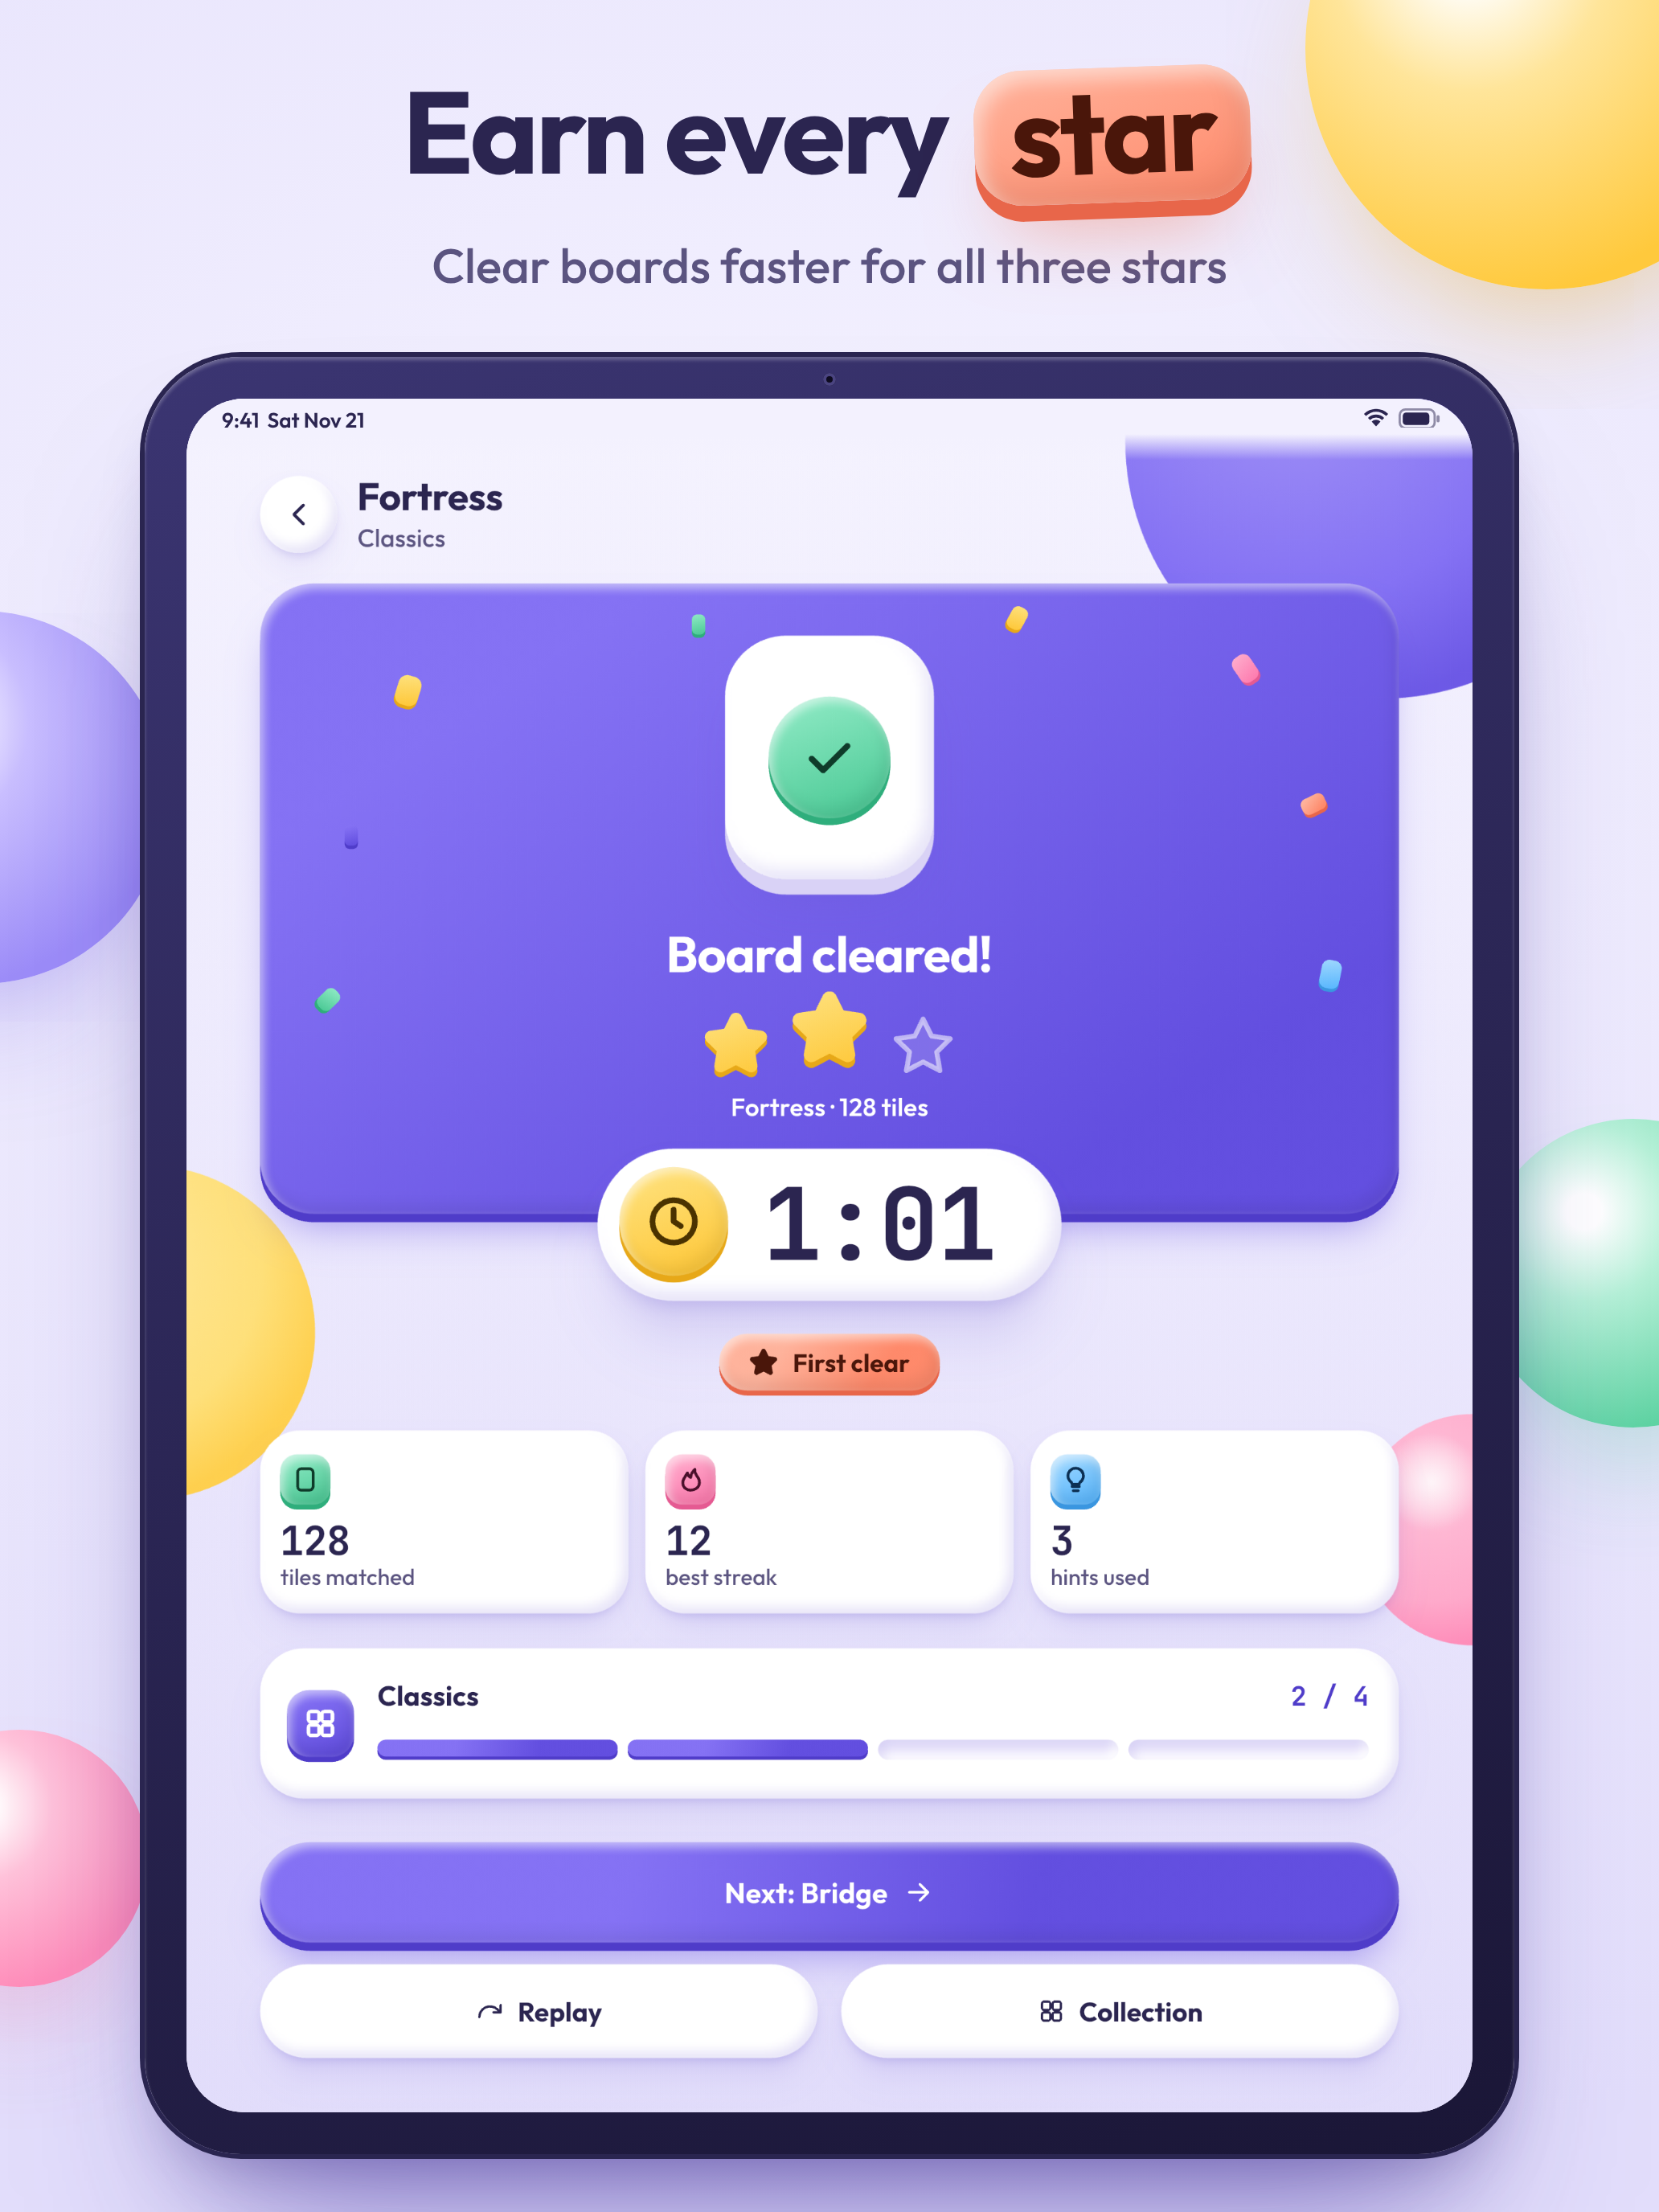 Earn every star
Clear boards faster for all three stars
9:41 Sat Nov 21
Fortress
Classics
Board cleared!
Fortress · 128 tiles
1:01
First clear
128
tiles matched
12
best streak
3
hints used
Classics
2 / 4
Next: Bridge
Replay
Collection